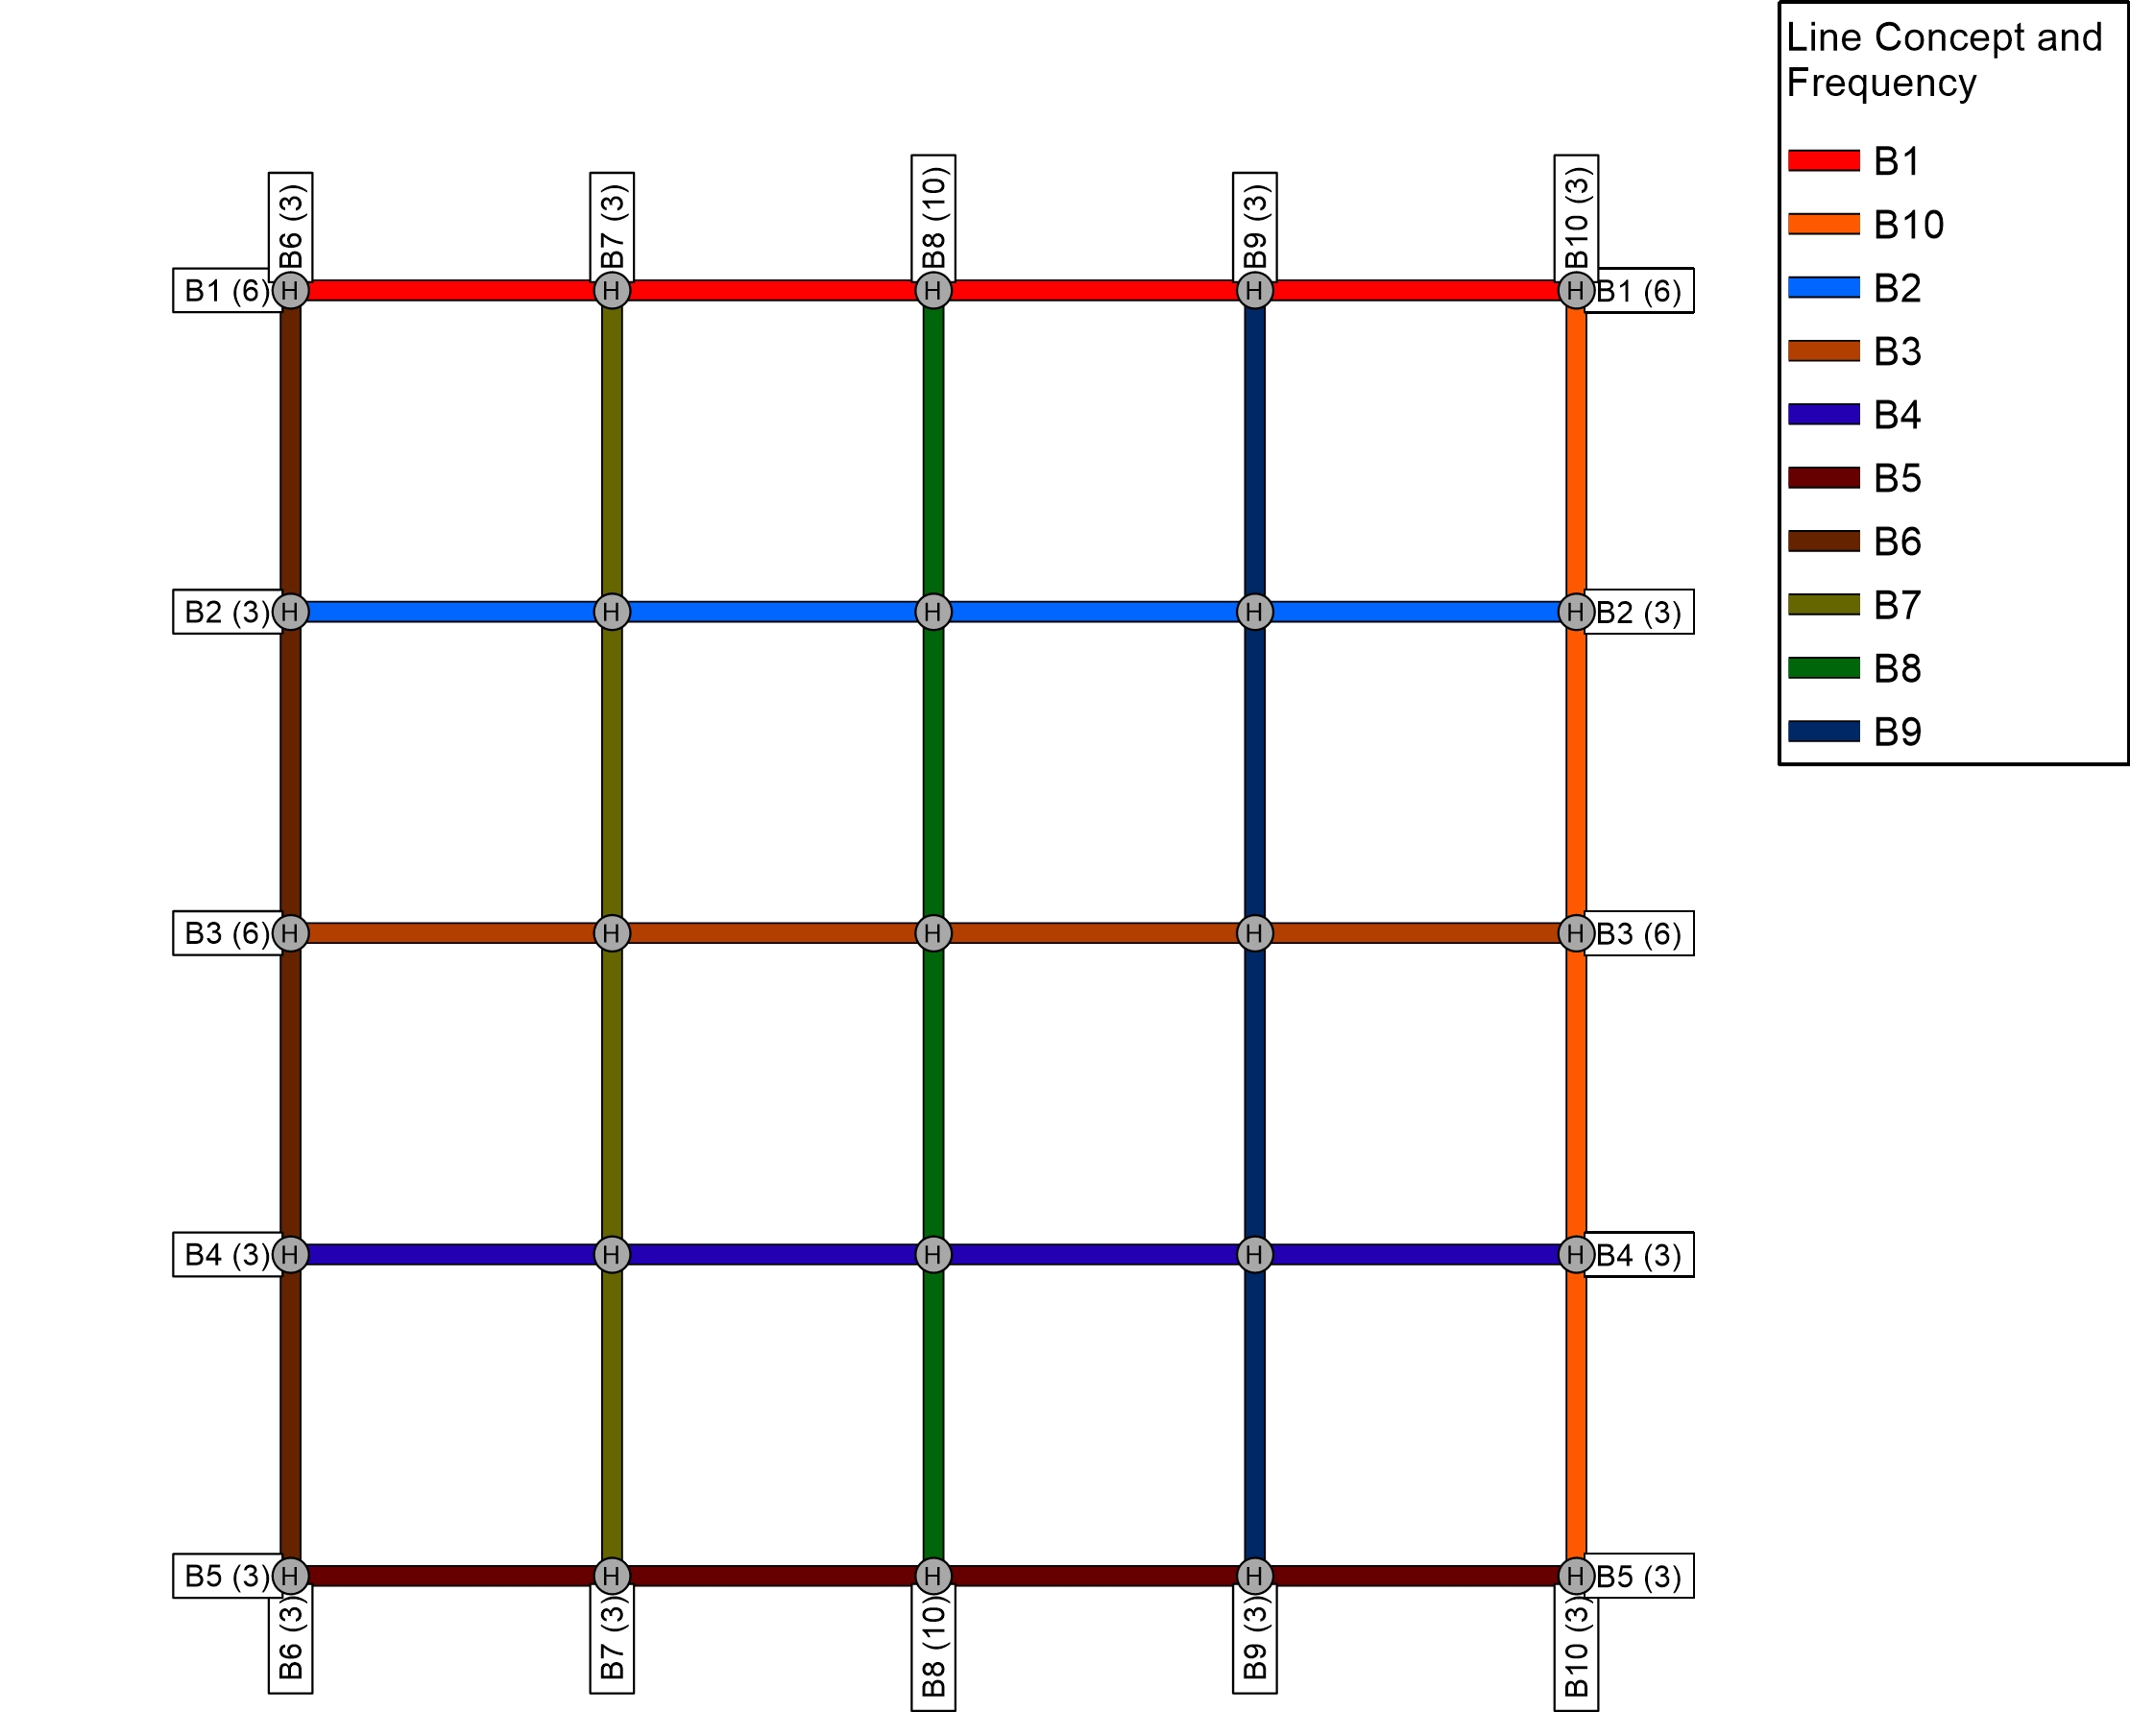 Line Concept and
Frequency
B1
B10
B2
B3
B4
B5
B6
B7
B8
B9
B6 (3)
B7 (3)
B8 (10)
B9 (3)
B10 (3)
B1 (6)
H H H H H
B1 (6)
B2 (3)
H H H H H
B2 (3)
B3 (6)
H H H H H
B3 (6)
B4 (3)
H H H H H
B4 (3)
B5 (3)
H H H H H
B5 (3)
B6 (3)
B7 (3)
B8 (10)
B9 (3)
B10 (3)